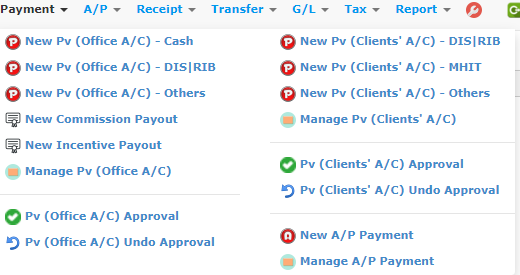 Payment A/P Receipt Transfer G/L Tax Report
New Pv (Office A/C) - Cash
New Pv (Office A/C) - DIS|RIB
New Pv (Office A/C) - Others
New Commission Payout
New Incentive Payout
Manage Pv (Office A/C)
Pv (Office A/C) Approval
Pv (Office A/C) Undo Approval
New Pv (Clients' A/C) - DIS|RIB
New Pv (Clients' A/C) - MHIT
New Pv (Clients' A/C) - Others
Manage Pv (Clients' A/C)
Pv (Clients' A/C) Approval
Pv (Clients' A/C) Undo Approval
New A/P Payment
Manage A/P Payment